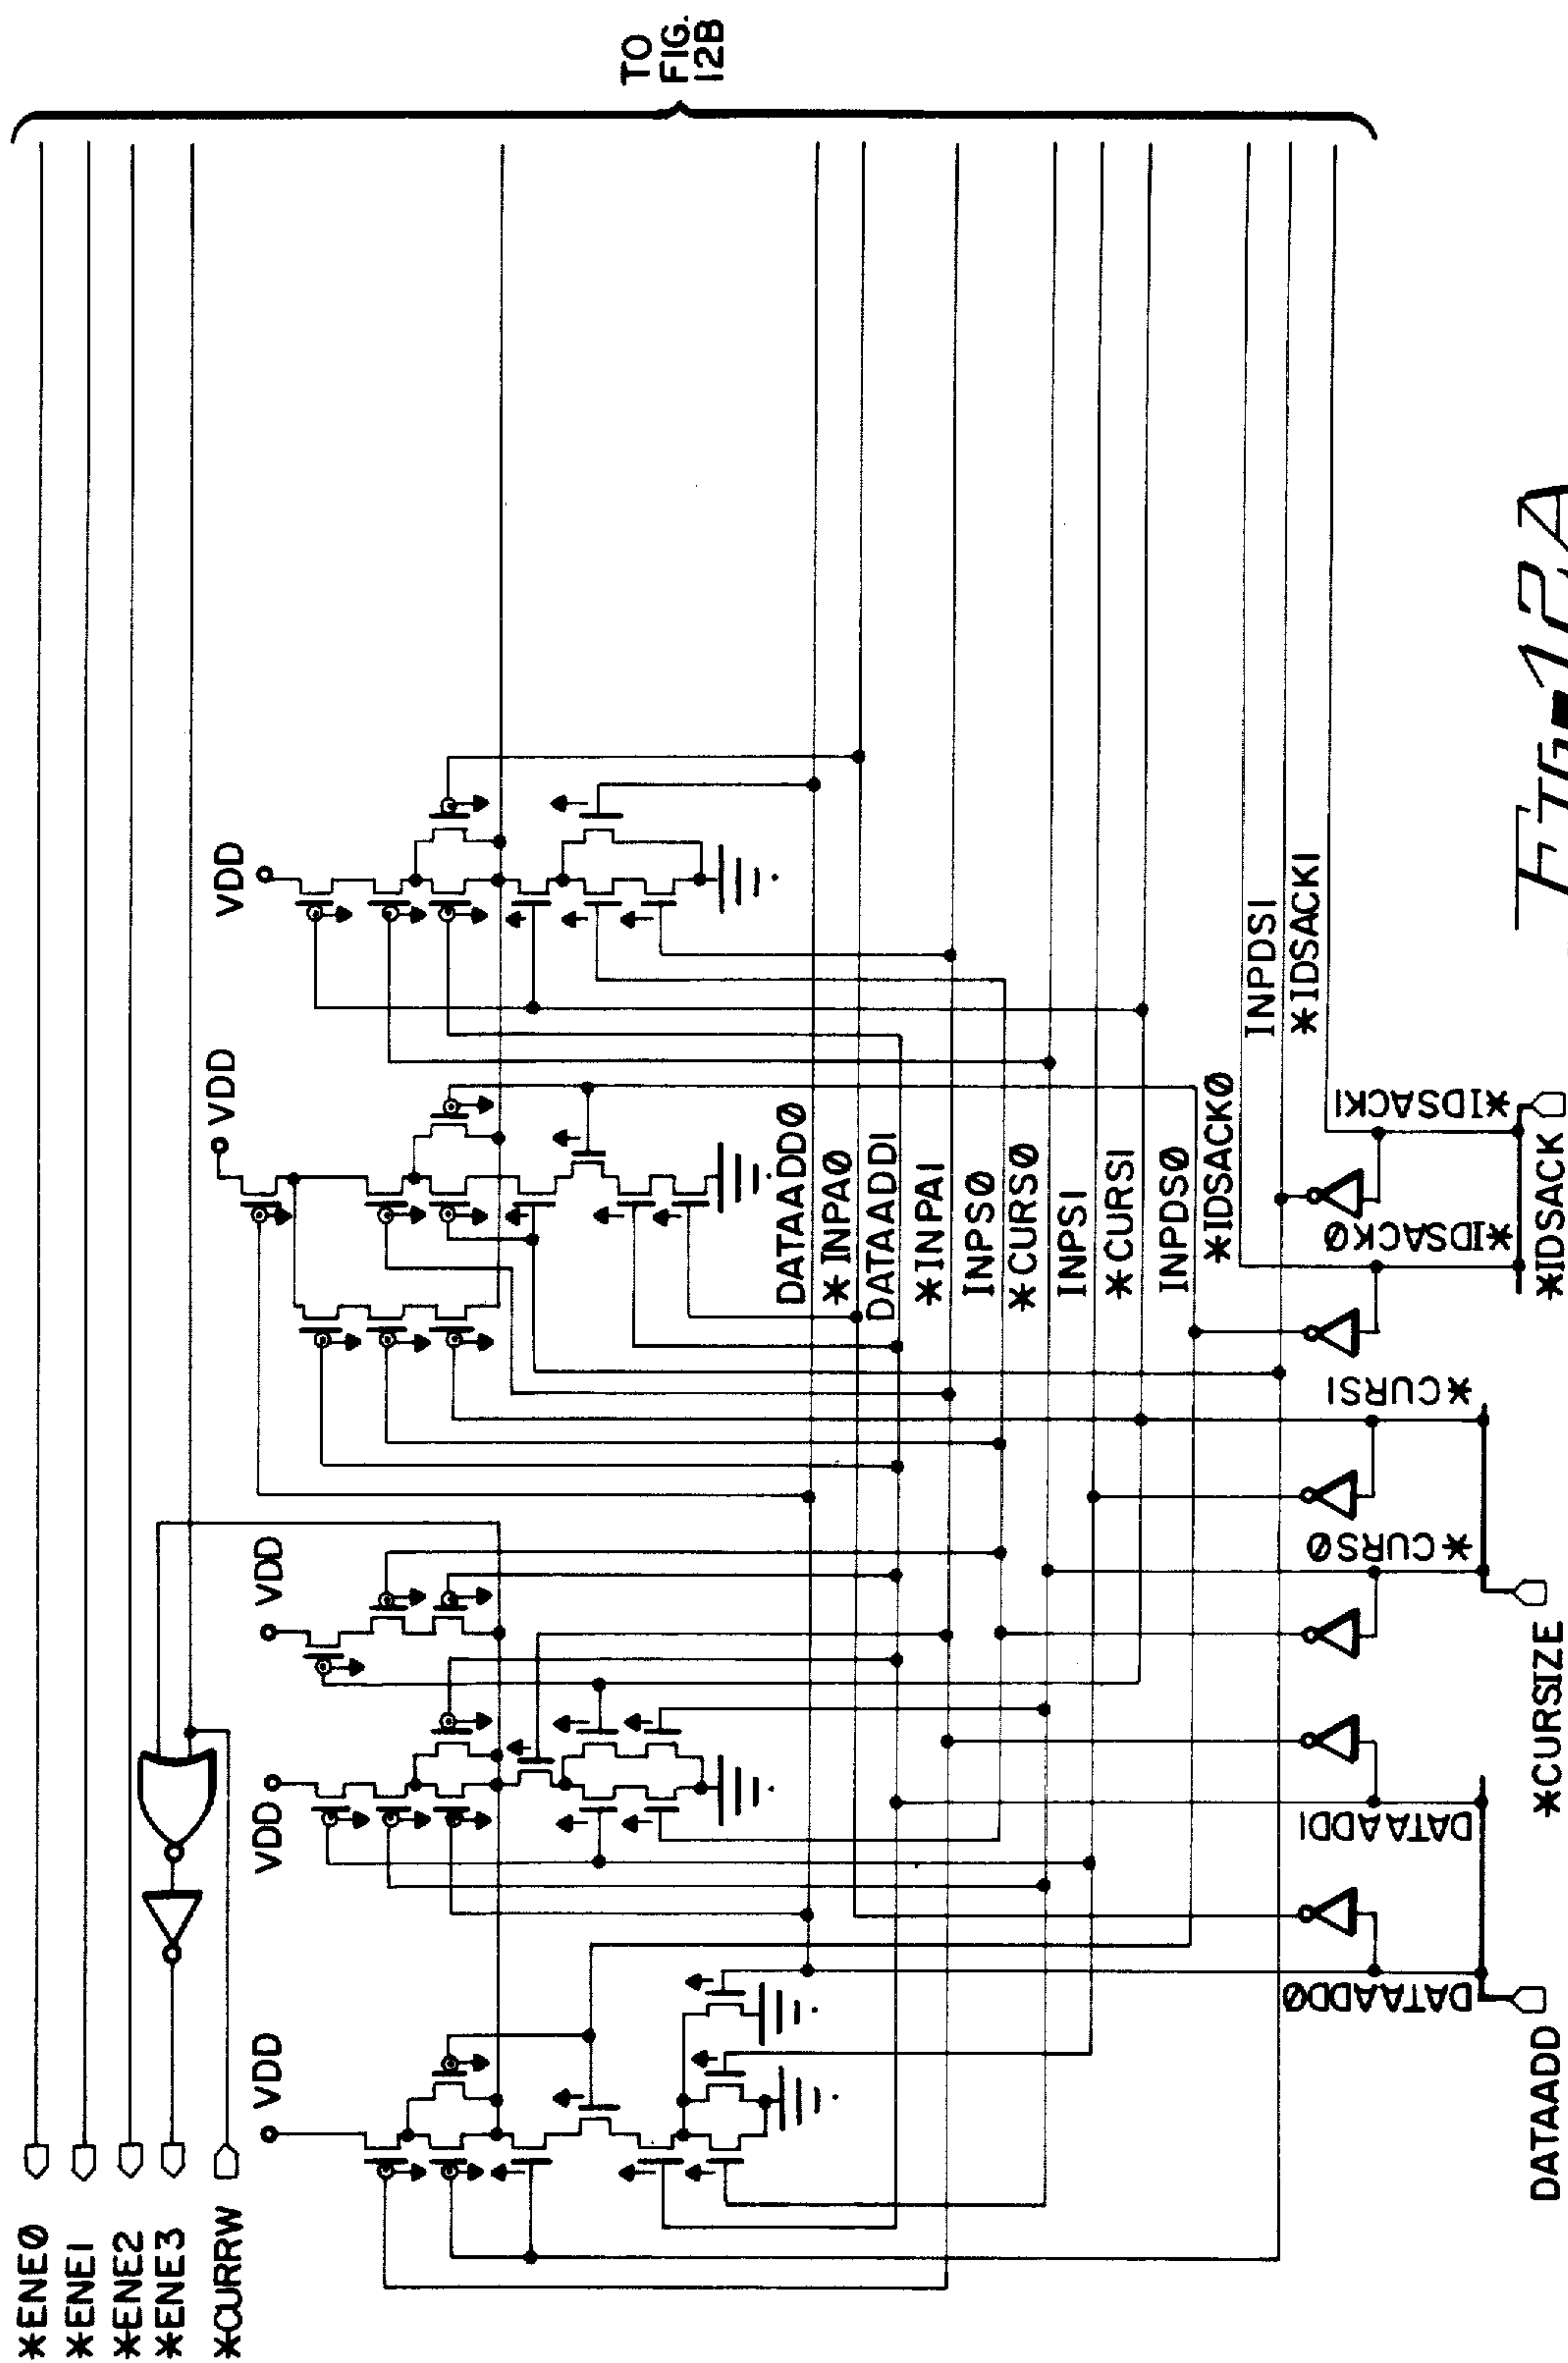 *ENE0
*ENE1
*ENE2
*ENE3
*CURRW
TO
FIG.
12B
VDD
VDD
VDD
VDD
VDD
DATAADD0
*INPA0
DATAADD1
*INPA1
INPS0
*CURS0
INPS1
*CURS1
INPDS0
*IDSACK0
INPDS1
*IDSACK1
DATAADD0
DATAADD1
*CURS0
*CURS1
*IDSACK0
*IDSACK1
DATAADD
*CURSIZE
*IDSACK
FIG-12A